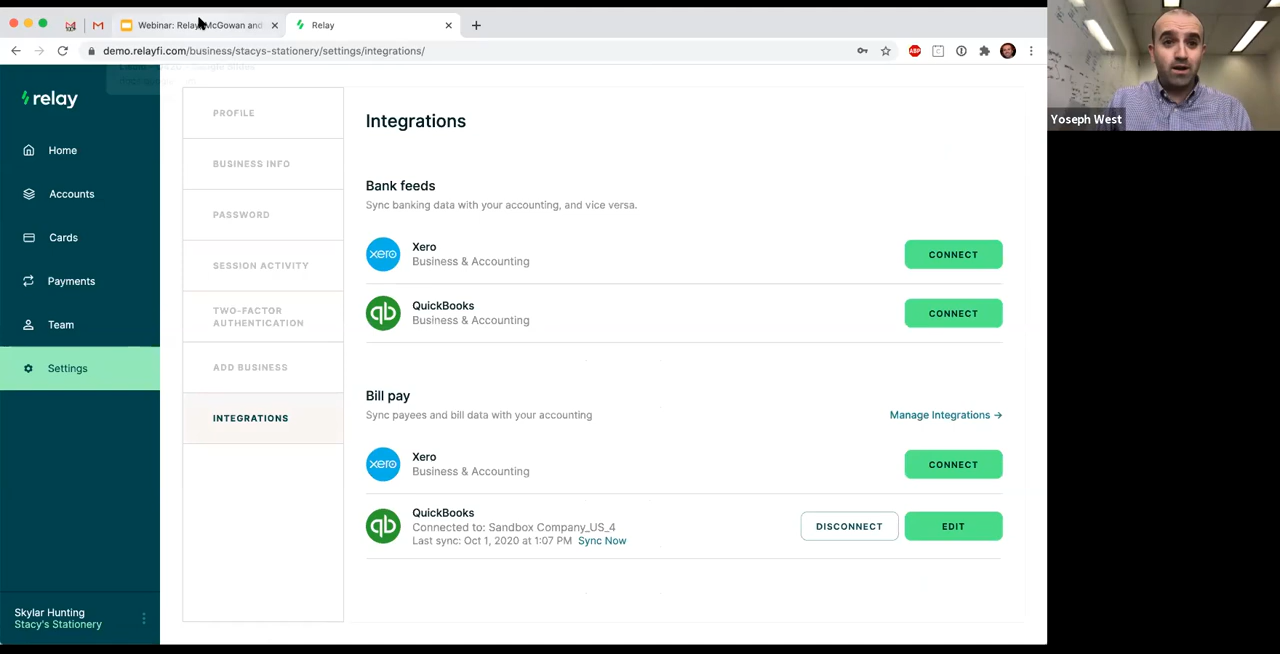 Webinar: Relay, McGowan and
Relay
demo.relayfi.com/business/stacys-stationery/settings/integrations/
ABP
relay
Home
Accounts
Cards
Payments
Team
Settings
Skylar Hunting
Stacy's Stationery
PROFILE
BUSINESS INFO
PASSWORD
SESSION ACTIVITY
TWO-FACTOR
AUTHENTICATION
ADD BUSINESS
INTEGRATIONS
Integrations
Bank feeds
Sync banking data with your accounting, and vice versa.
xero
Xero
Business & Accounting
CONNECT
qb
QuickBooks
Business & Accounting
CONNECT
Bill pay
Sync payees and bill data with your accounting
Manage Integrations →
xero
Xero
Business & Accounting
CONNECT
qb
QuickBooks
Connected to: Sandbox Company_US_4
Last sync: Oct 1, 2020 at 1:07 PM Sync Now
DISCONNECT
EDIT
Yoseph West